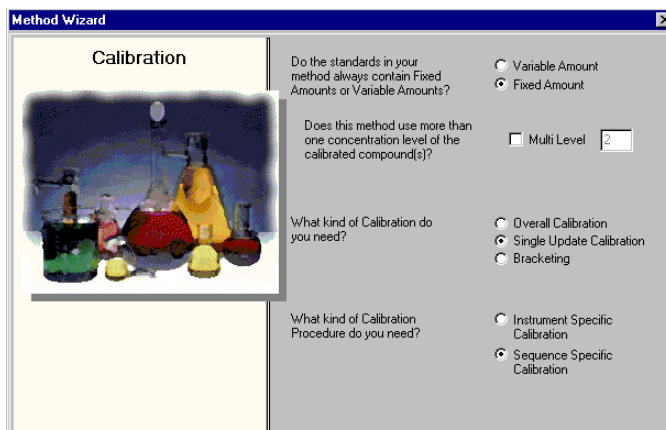 Method Wizard
Calibration
Do the standards in your
method always contain Fixed
Amounts or Variable Amounts?
Variable Amount
Fixed Amount
Does this method use more than
one concentration level of the
calibrated compound(s)?
Multi Level
2
What kind of Calibration do
you need?
Overall Calibration
Single Update Calibration
Bracketing
What kind of Calibration
Procedure do you need?
Instrument Specific
Calibration
Sequence Specific
Calibration